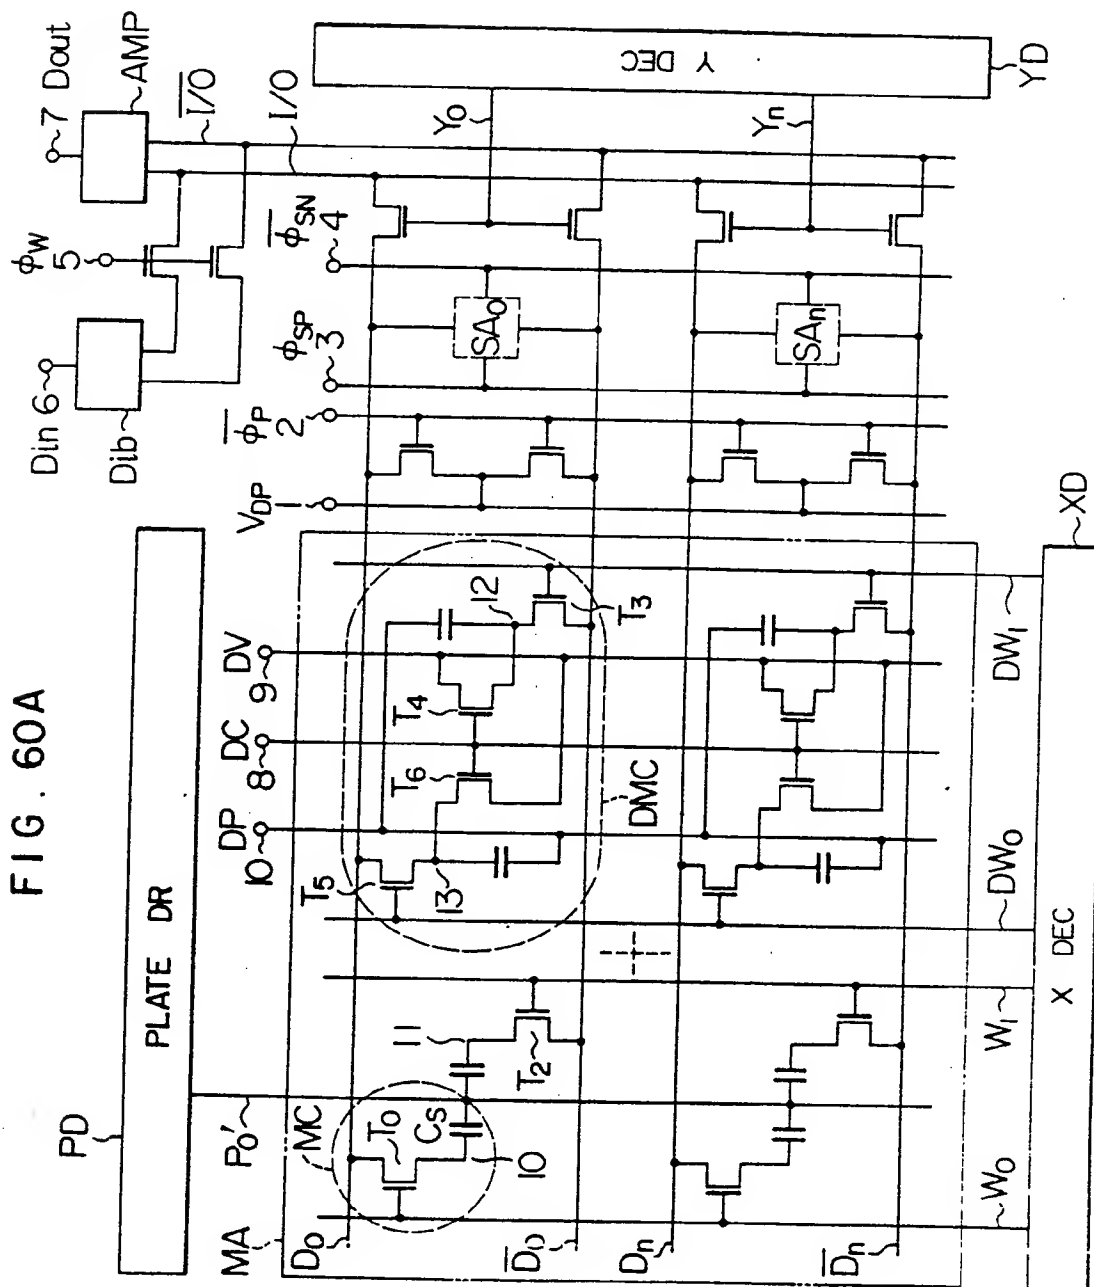 FIG. 60A
7 Dout
AMP
I̅/̅O̅
I/O
Y DEC
YD
Y0
Yn
ϕW
5
Din 6
Dib
ϕ̅SN
4
ϕSP
3
ϕ̅P
2
VDP
1
SA0
SAn
PLATE DR
PD
DV
9
DC
8
DP
10
12
T3
T4
T6
T5
13
DMC
DW1
DW0
XD
X DEC
W1
W0
11
T2
P0'
MC
T0
CS
10
MA
D0
D̅0
Dn
D̅n